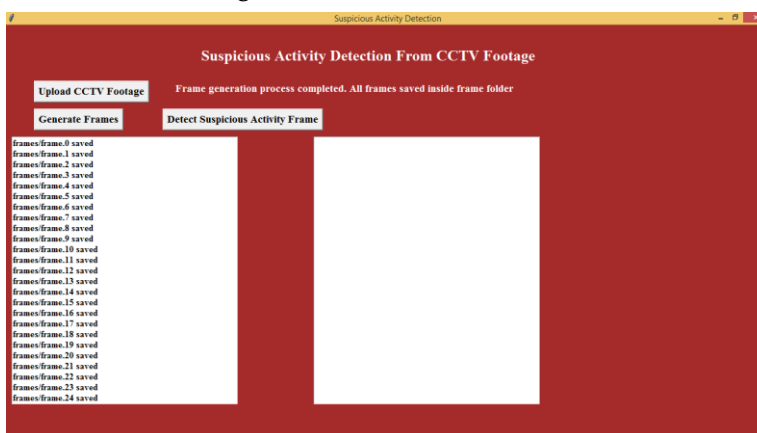 Suspicious Activity Detection
Suspicious Activity Detection From CCTV Footage
Upload CCTV Footage
Frame generation process completed. All frames saved inside frame folder
Generate Frames
Detect Suspicious Activity Frame
frames/frame.0 saved
frames/frame.1 saved
frames/frame.2 saved
frames/frame.3 saved
frames/frame.4 saved
frames/frame.5 saved
frames/frame.6 saved
frames/frame.7 saved
frames/frame.8 saved
frames/frame.9 saved
frames/frame.10 saved
frames/frame.11 saved
frames/frame.12 saved
frames/frame.13 saved
frames/frame.14 saved
frames/frame.15 saved
frames/frame.16 saved
frames/frame.17 saved
frames/frame.18 saved
frames/frame.19 saved
frames/frame.20 saved
frames/frame.21 saved
frames/frame.22 saved
frames/frame.23 saved
frames/frame.24 saved